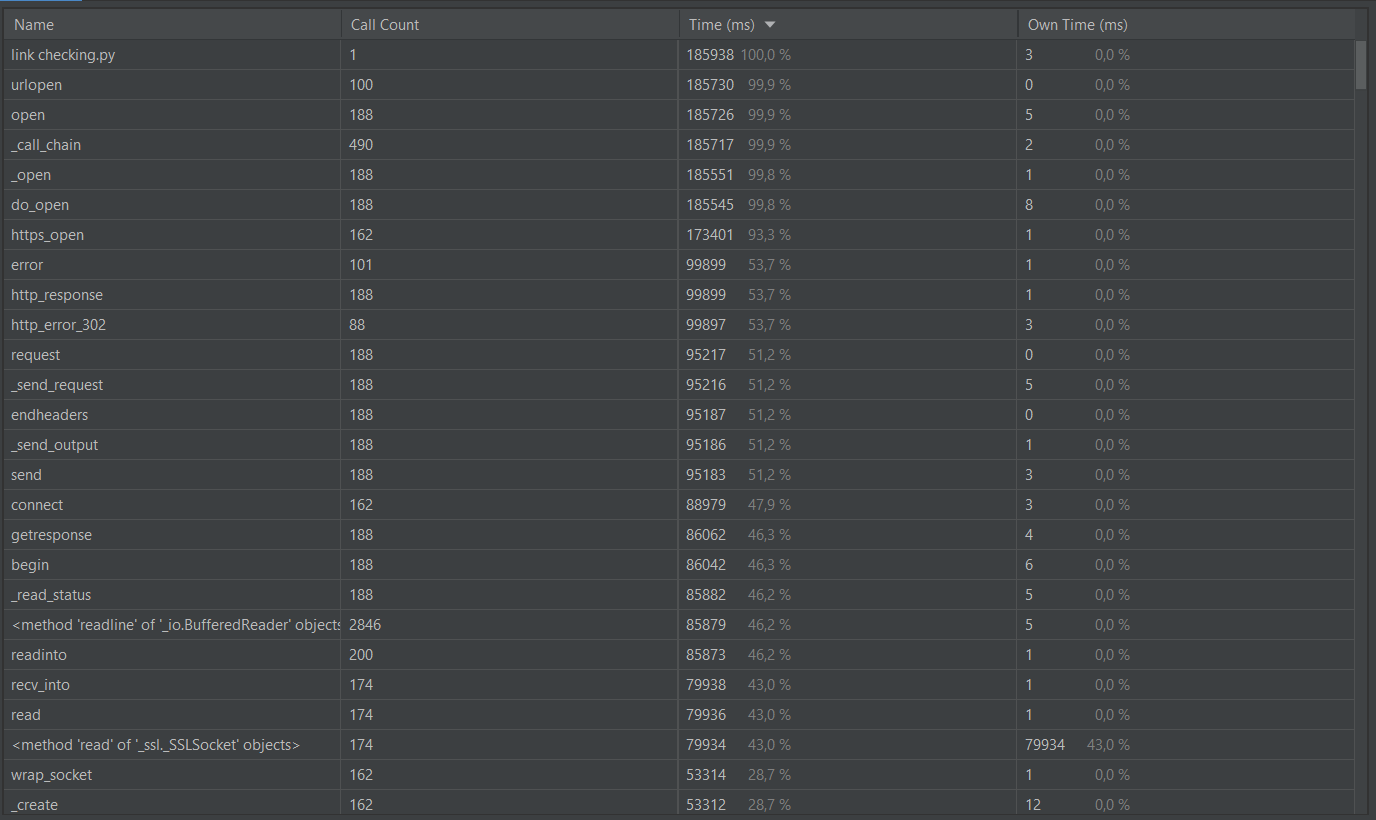 Name Call Count Time (ms) Own Time (ms)
link checking.py 1 185938 100,0 % 3 0,0 %
urlopen 100 185730 99,9 % 0 0,0 %
open 188 185726 99,9 % 5 0,0 %
_call_chain 490 185717 99,9 % 2 0,0 %
_open 188 185551 99,8 % 1 0,0 %
do_open 188 185545 99,8 % 8 0,0 %
https_open 162 173401 93,3 % 1 0,0 %
error 101 99899 53,7 % 1 0,0 %
http_response 188 99899 53,7 % 1 0,0 %
http_error_302 88 99897 53,7 % 3 0,0 %
request 188 95217 51,2 % 0 0,0 %
_send_request 188 95216 51,2 % 5 0,0 %
endheaders 188 95187 51,2 % 0 0,0 %
_send_output 188 95186 51,2 % 1 0,0 %
send 188 95183 51,2 % 3 0,0 %
connect 162 88979 47,9 % 3 0,0 %
getresponse 188 86062 46,3 % 4 0,0 %
begin 188 86042 46,3 % 6 0,0 %
_read_status 188 85882 46,2 % 5 0,0 %
<method 'readline' of '_io.BufferedReader' objects 2846 85879 46,2 % 5 0,0 %
readinto 200 85873 46,2 % 1 0,0 %
recv_into 174 79938 43,0 % 1 0,0 %
read 174 79936 43,0 % 1 0,0 %
<method 'read' of '_ssl._SSLSocket' objects> 174 79934 43,0 % 79934 43,0 %
wrap_socket 162 53314 28,7 % 1 0,0 %
_create 162 53312 28,7 % 12 0,0 %